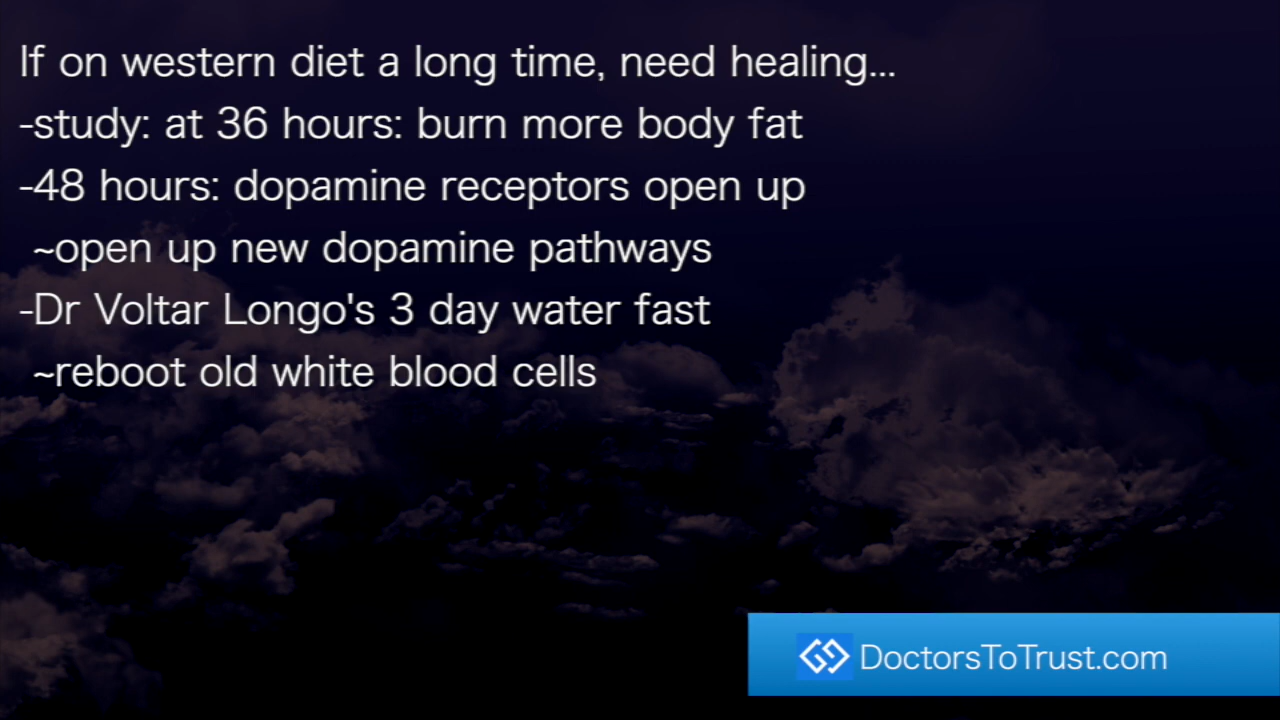 If on western diet a long time, need healing...
-study: at 36 hours: burn more body fat
-48 hours: dopamine receptors open up
~open up new dopamine pathways
-Dr Voltar Longo's 3 day water fast
~reboot old white blood cells
DoctorsToTrust.com